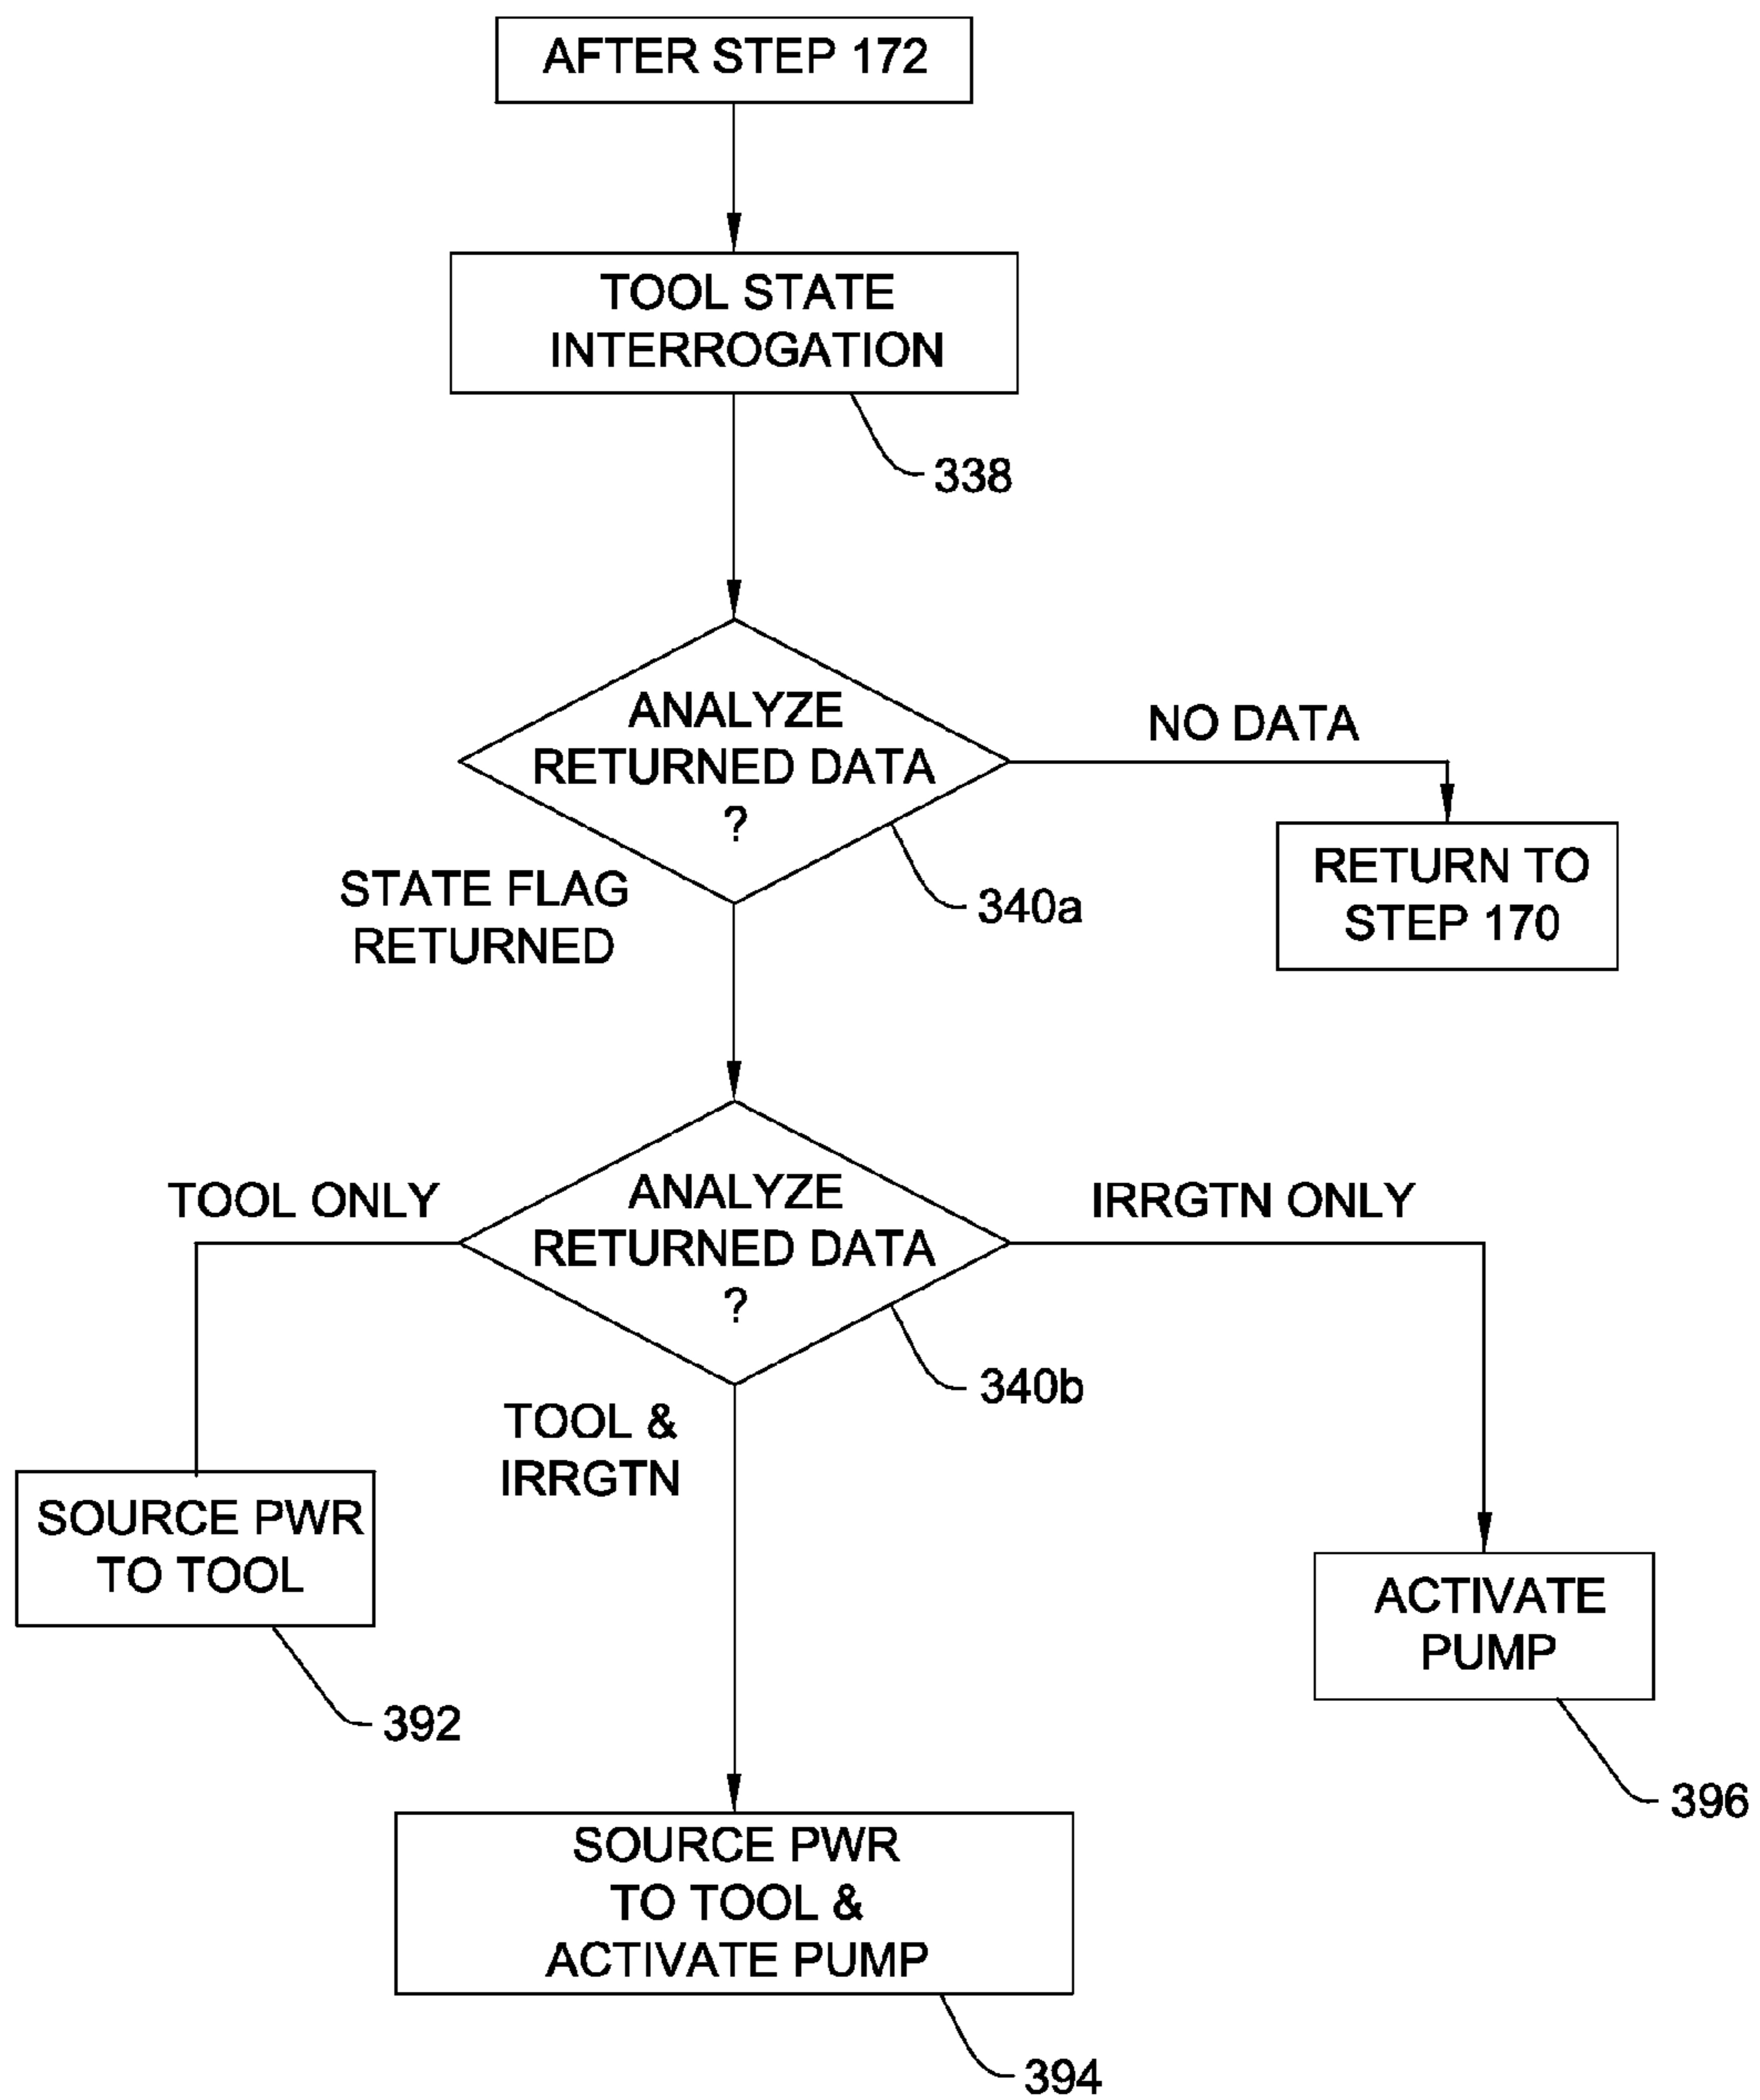 AFTER STEP 172
TOOL STATE
INTERROGATION
338
ANALYZE
RETURNED DATA
?
340a
NO DATA
RETURN TO
STEP 170
STATE FLAG
RETURNED
ANALYZE
RETURNED DATA
?
340b
TOOL ONLY
IRRGTN ONLY
TOOL &
IRRGTN
SOURCE PWR
TO TOOL
392
ACTIVATE
PUMP
396
SOURCE PWR
TO TOOL &
ACTIVATE PUMP
394